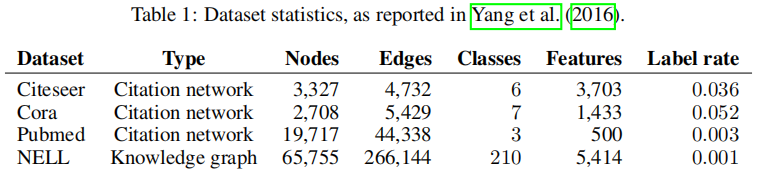 Table 1: Dataset statistics, as reported in Yang et al. (2016).
Dataset Type Nodes Edges Classes Features Label rate
Citeseer Citation network 3,327 4,732 6 3,703 0.036
Cora Citation network 2,708 5,429 7 1,433 0.052
Pubmed Citation network 19,717 44,338 3 500 0.003
NELL Knowledge graph 65,755 266,144 210 5,414 0.001